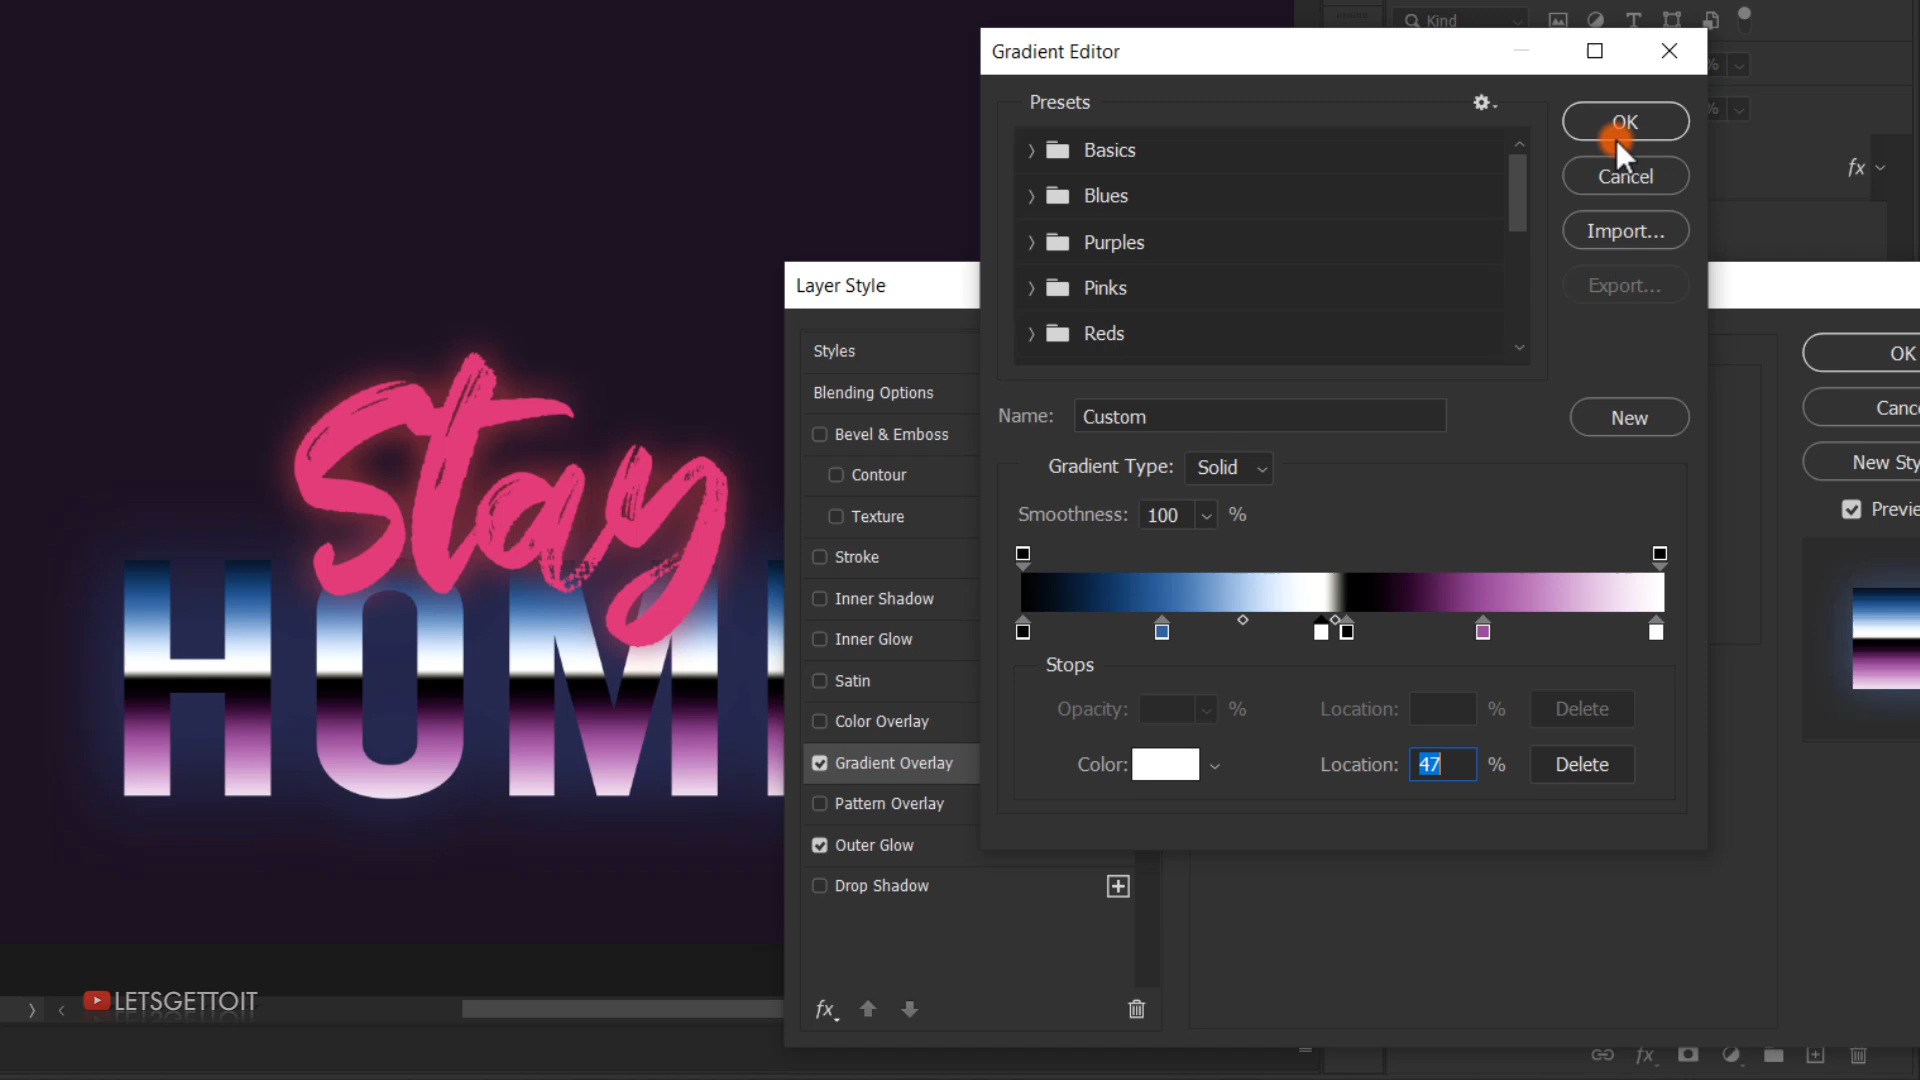 Kind
Gradient Editor
Presets
Basics
Blues
Purples
Pinks
Reds
OK
Cancel
Import...
Export...
Name: Custom
New
Gradient Type: Solid
Smoothness: 100 %
Stops
Opacity: %
Location: %
Delete
Color:
Location: 47 %
Delete
%
%
fx
Layer Style
Styles
Blending Options
Bevel & Emboss
Contour
Texture
Stroke
Inner Shadow
Inner Glow
Satin
Color Overlay
Gradient Overlay
Pattern Overlay
Outer Glow
Drop Shadow
fx
OK
Canc
New Sty
Previe
Stay
HOM
LETSGETTOIT
fx